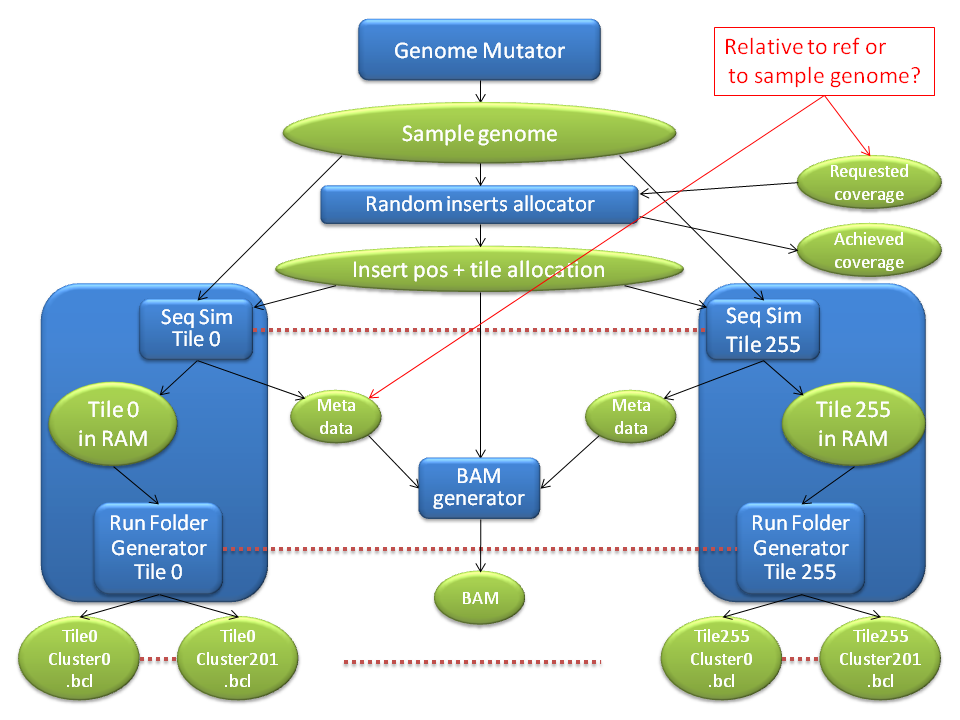 Genome Mutator
Relative to ref or
to sample genome?
Sample genome
Requested
coverage
Random inserts allocator
Achieved
coverage
Insert pos + tile allocation
Seq Sim
Tile 0
Seq Sim
Tile 255
Tile 0
in RAM
Meta
data
Meta
data
Tile 255
in RAM
BAM
generator
Run Folder
Generator
Tile 0
Run Folder
Generator
Tile 255
BAM
Tile0
Cluster0
.bcl
Tile0
Cluster201
.bcl
Tile255
Cluster0
.bcl
Tile255
Cluster201
.bcl